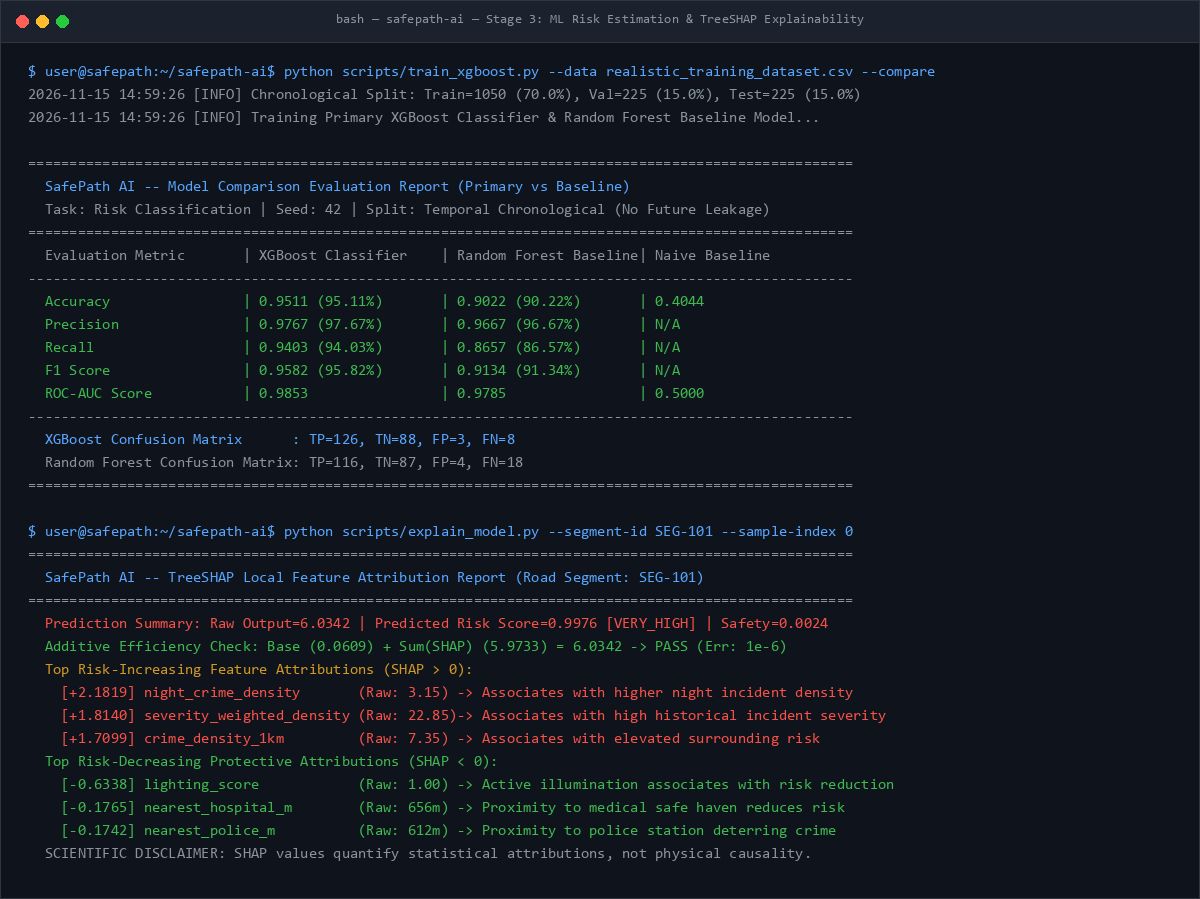 bash — safepath-ai — Stage 3: ML Risk Estimation & TreeSHAP Explainability
$ user@safepath:~/safepath-ai$ python scripts/train_xgboost.py --data realistic_training_dataset.csv --compare
2026-11-15 14:59:26 [INFO] Chronological Split: Train=1050 (70.0%), Val=225 (15.0%), Test=225 (15.0%)
2026-11-15 14:59:26 [INFO] Training Primary XGBoost Classifier & Random Forest Baseline Model...
====================================================================================================
SafePath AI -- Model Comparison Evaluation Report (Primary vs Baseline)
Task: Risk Classification | Seed: 42 | Split: Temporal Chronological (No Future Leakage)
====================================================================================================
Evaluation Metric       | XGBoost Classifier    | Random Forest Baseline| Naive Baseline
----------------------------------------------------------------------------------------------------
Accuracy                | 0.9511 (95.11%)       | 0.9022 (90.22%)       | 0.4044
Precision               | 0.9767 (97.67%)       | 0.9667 (96.67%)       | N/A
Recall                  | 0.9403 (94.03%)       | 0.8657 (86.57%)       | N/A
F1 Score                | 0.9582 (95.82%)       | 0.9134 (91.34%)       | N/A
ROC-AUC Score           | 0.9853                | 0.9785                | 0.5000
----------------------------------------------------------------------------------------------------
XGBoost Confusion Matrix      : TP=126, TN=88, FP=3, FN=8
Random Forest Confusion Matrix: TP=116, TN=87, FP=4, FN=18
====================================================================================================
$ user@safepath:~/safepath-ai$ python scripts/explain_model.py --segment-id SEG-101 --sample-index 0
====================================================================================================
SafePath AI -- TreeSHAP Local Feature Attribution Report (Road Segment: SEG-101)
====================================================================================================
Prediction Summary: Raw Output=6.0342 | Predicted Risk Score=0.9976 [VERY_HIGH] | Safety=0.0024
Additive Efficiency Check: Base (0.0609) + Sum(SHAP) (5.9733) = 6.0342 -> PASS (Err: 1e-6)
Top Risk-Increasing Feature Attributions (SHAP > 0):
[+2.1819] night_crime_density       (Raw: 3.15) -> Associates with higher night incident density
[+1.8140] severity_weighted_density (Raw: 22.85)-> Associates with high historical incident severity
[+1.7099] crime_density_1km         (Raw: 7.35) -> Associates with elevated surrounding risk
Top Risk-Decreasing Protective Attributions (SHAP < 0):
[-0.6338] lighting_score            (Raw: 1.00) -> Active illumination associates with risk reduction
[-0.1765] nearest_hospital_m        (Raw: 656m) -> Proximity to medical safe haven reduces risk
[-0.1742] nearest_police_m          (Raw: 612m) -> Proximity to police station deterring crime
SCIENTIFIC DISCLAIMER: SHAP values quantify statistical attributions, not physical causality.